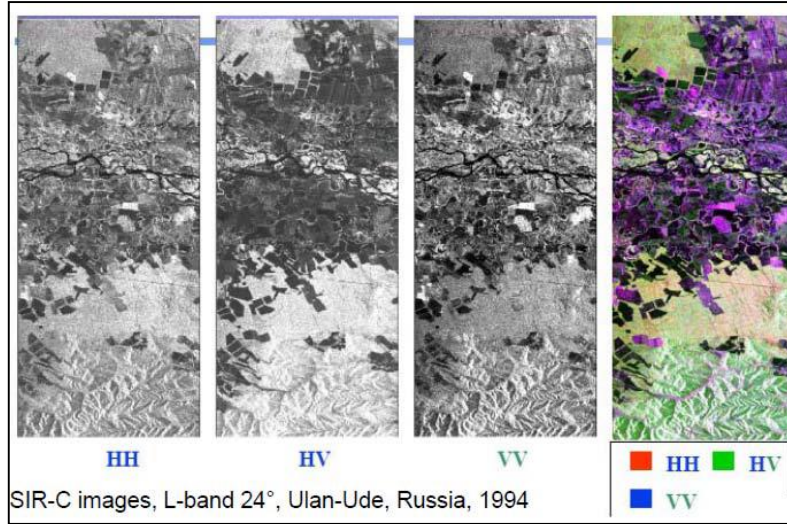 HH HV VV
HH HV
VV
SIR-C images, L-band 24°, Ulan-Ude, Russia, 1994